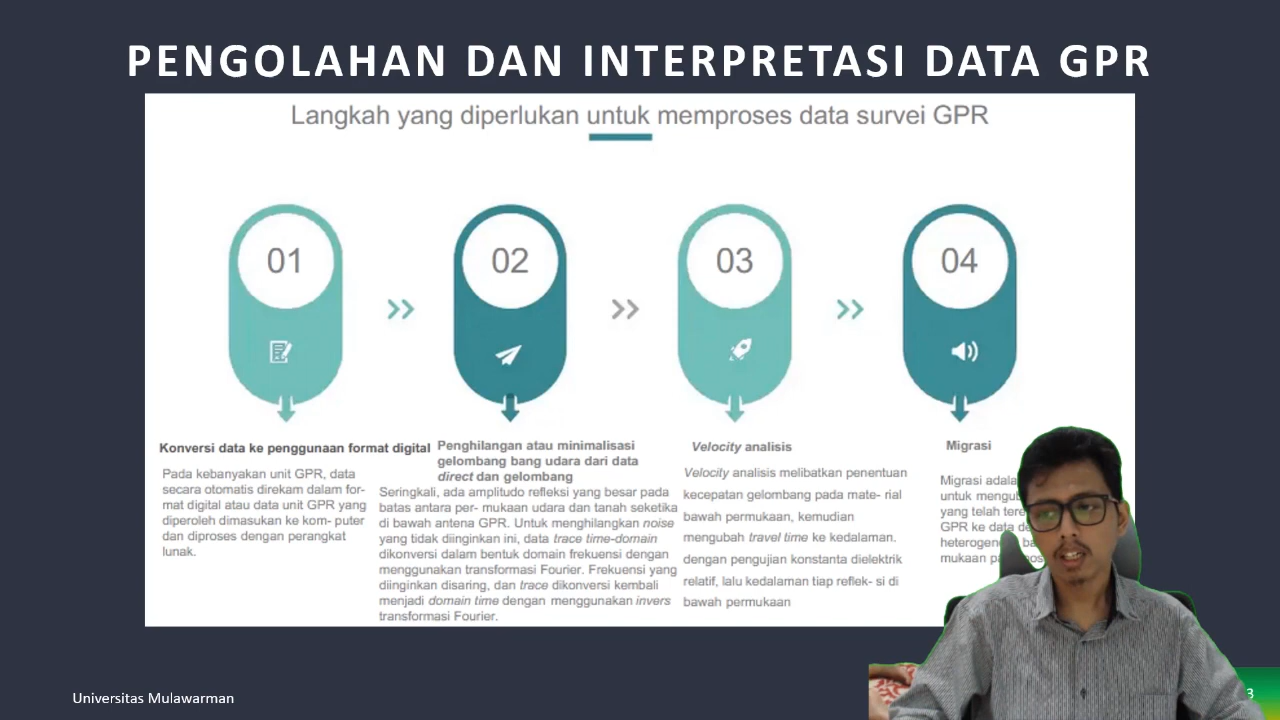 PENGOLAHAN DAN INTERPRETASI DATA GPR
Langkah yang diperlukan untuk memproses data survei GPR
01
02
03
04
Konversi data ke penggunaan format digital
Pada kebanyakan unit GPR, data
secara otomatis direkam dalam for-
mat digital atau data unit GPR yang
diperoleh dimasukan ke kom- puter
dan diproses dengan perangkat
lunak.
Penghilangan atau minimalisasi
gelombang bang udara dari data
direct dan gelombang
Seringkali, ada amplitudo refleksi yang besar pada
batas antara per- mukaan udara dan tanah seketika
di bawah antena GPR. Untuk menghilangkan noise
yang tidak diinginkan ini, data trace time-domain
dikonversi dalam bentuk domain frekuensi dengan
menggunakan transformasi Fourier. Frekuensi yang
diinginkan disaring, dan trace dikonversi kembali
menjadi domain time dengan menggunakan invers
transformasi Fourier.
Velocity analisis
Velocity analisis melibatkan penentuan
kecepatan gelombang pada mate- rial
bawah permukaan, kemudian
mengubah travel time ke kedalaman.
dengan pengujian konstanta dielektrik
relatif, lalu kedalaman tiap reflek- si di
bawah permukaan
Migrasi
Migrasi
untuk
yang telah
GPR ke data
mukaan
Universitas Mulawarman
3